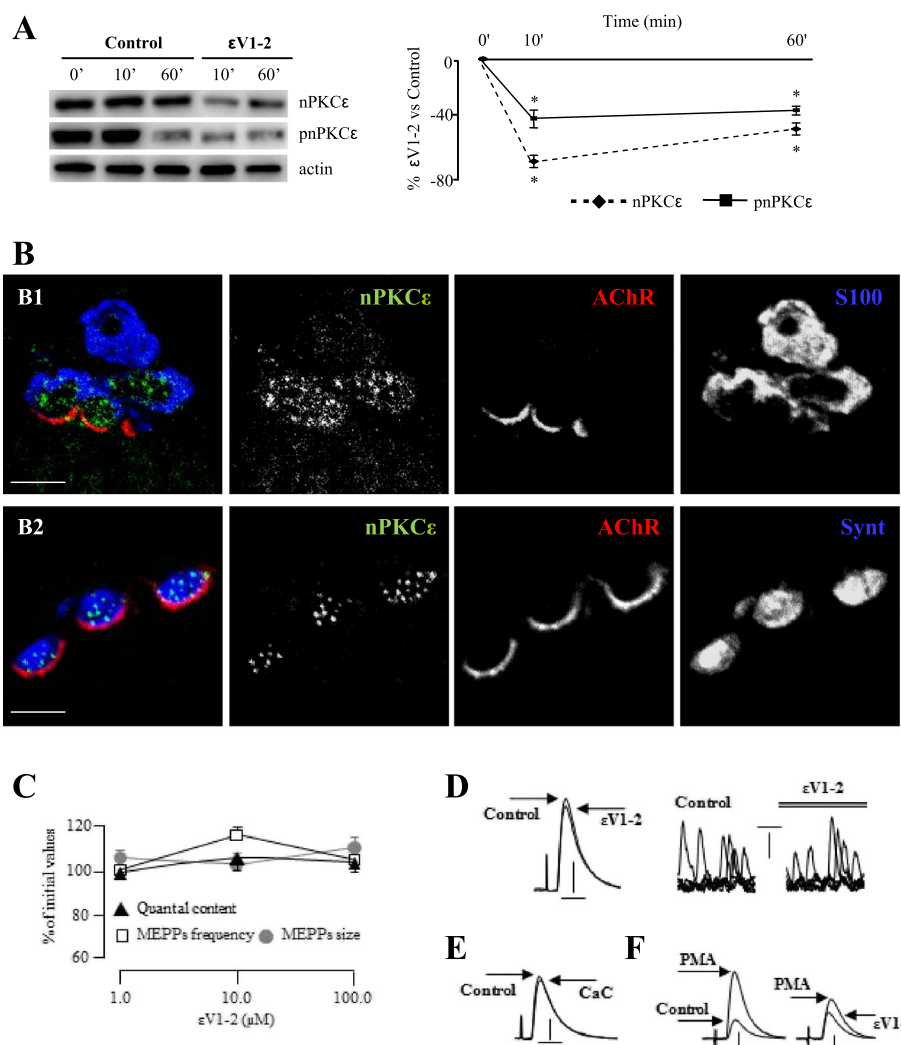 A
Control εV1-2
0’ 10’ 60’ 10’ 60’
nPKCε
pnPKCε
actin
Time (min)
0’ 10’ 60’
0
-40
-80
% εV1-2 vs Control
*
*
*
*
nPKCε pnPKCε
B
B1 nPKCε AChR S100
B2 nPKCε AChR Synt
C
120
100
80
60
% of initial values
Quantal content
MEPPs frequency MEPPs size
1.0 10.0 100.0
εV1-2 (µM)
D
Control εV1-2
Control εV1-2
E
Control CaC
F
PMA
Control
PMA
εV1-